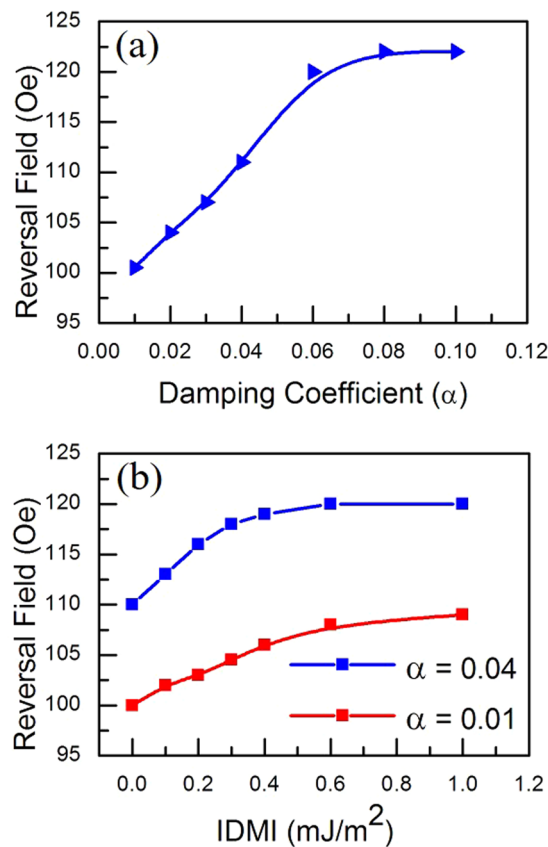 (a)
Reversal Field (Oe)
125
120
115
110
105
100
95
0.00 0.02 0.04 0.06 0.08 0.10 0.12
Damping Coefficient (α)
(b)
Reversal Field (Oe)
125
120
115
110
105
100
95
α = 0.04
α = 0.01
0.0 0.2 0.4 0.6 0.8 1.0
IDMI (mJ/m²)